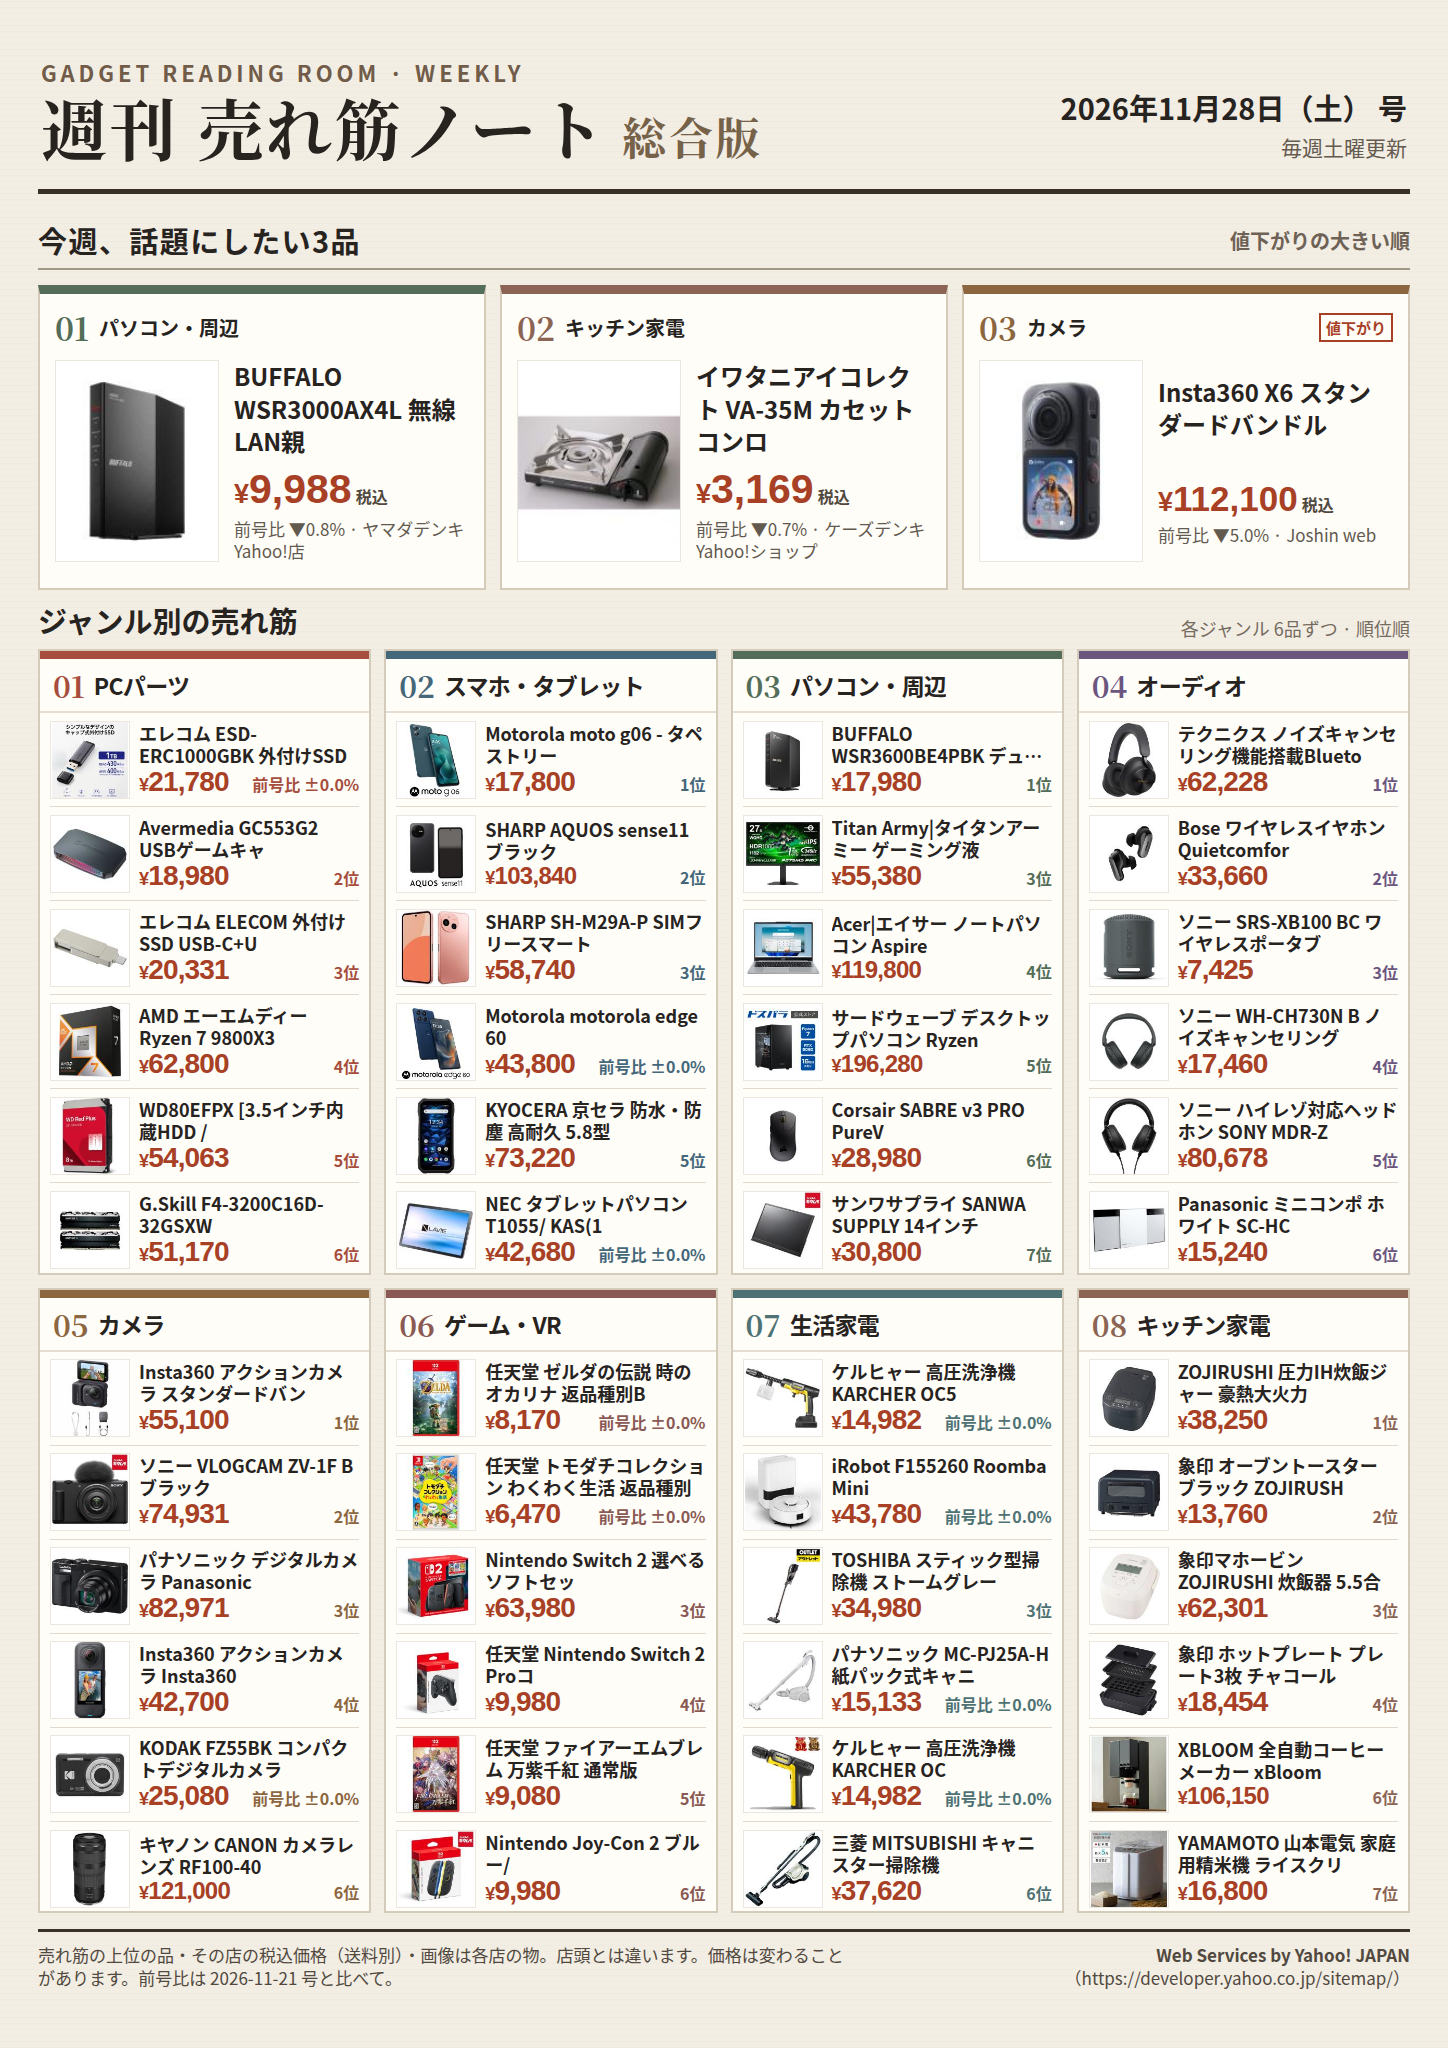 GADGET READING ROOM · WEEKLY
週刊 売れ筋ノート 総合版
2026年11月28日（土） 号
毎週土曜更新
今週、話題にしたい3品
値下がりの大きい順
01 パソコン・周辺
BUFFALO
WSR3000AX4L 無線
LAN親
¥9,988 税込
前号比 ▼0.8% · ヤマダデンキ
Yahoo!店
02 キッチン家電
イワタニアイコレク
ト VA-35M カセット
コンロ
¥3,169 税込
前号比 ▼0.7% · ケーズデンキ
Yahoo!ショップ
03 カメラ
値下がり
Insta360 X6 スタン
ダードバンドル
¥112,100 税込
前号比 ▼5.0% · Joshin web
ジャンル別の売れ筋
各ジャンル 6品ずつ · 順位順
01 PCパーツ
エレコム ESD-
ERC1000GBK 外付けSSD
¥21,780 前号比 ±0.0%
Avermedia GC553G2
USBゲームキャ
¥18,980 2位
エレコム ELECOM 外付け
SSD USB-C+U
¥20,331 3位
AMD エーエムディー
Ryzen 7 9800X3
¥62,800 4位
WD80EFPX [3.5インチ内
蔵HDD /
¥54,063 5位
G.Skill F4-3200C16D-
32GSXW
¥51,170 6位
02 スマホ・タブレット
Motorola moto g06 - タペ
ストリー
¥17,800 1位
moto g 06
SHARP AQUOS sense11
ブラック
¥103,840 2位
AQUOS sense11
SHARP SH-M29A-P SIMフ
リースマート
¥58,740 3位
Motorola motorola edge
60
¥43,800 前号比 ±0.0%
motorola edge 60
KYOCERA 京セラ 防水・防
塵 高耐久 5.8型
¥73,220 5位
NEC タブレットパソコン
T1055/ KAS(1
¥42,680 前号比 ±0.0%
03 パソコン・周辺
BUFFALO
WSR3600BE4PBK デュ…
¥17,980 1位
Titan Army|タイタンアー
ミー ゲーミング液
¥55,380 3位
Acer|エイサー ノートパソ
コン Aspire
¥119,800 4位
ドスパラ
サードウェーブ デスクトッ
プパソコン Ryzen
¥196,280 5位
Corsair SABRE v3 PRO
PureV
¥28,980 6位
サンワサプライ SANWA
SUPPLY 14インチ
¥30,800 7位
04 オーディオ
テクニクス ノイズキャンセ
リング機能搭載Blueto
¥62,228 1位
Bose ワイヤレスイヤホン
Quietcomfor
¥33,660 2位
ソニー SRS-XB100 BC ワ
イヤレスポータブ
¥7,425 3位
ソニー WH-CH730N B ノ
イズキャンセリング
¥17,460 4位
ソニー ハイレゾ対応ヘッド
ホン SONY MDR-Z
¥80,678 5位
Panasonic ミニコンポ ホ
ワイト SC-HC
¥15,240 6位
05 カメラ
Insta360 アクションカメ
ラ スタンダードバン
¥55,100 1位
ソニー VLOGCAM ZV-1F B
ブラック
¥74,931 2位
パナソニック デジタルカメ
ラ Panasonic
¥82,971 3位
Insta360 アクションカメ
ラ Insta360
¥42,700 4位
KODAK FZ55BK コンパク
トデジタルカメラ
¥25,080 前号比 ±0.0%
キヤノン CANON カメラレ
ンズ RF100-40
¥121,000 6位
06 ゲーム・VR
任天堂 ゼルダの伝説 時の
オカリナ 返品種別B
¥8,170 前号比 ±0.0%
任天堂 トモダチコレクショ
ン わくわく生活 返品種別
¥6,470 前号比 ±0.0%
Nintendo Switch 2 選べる
ソフトセッ
¥63,980 3位
任天堂 Nintendo Switch 2
Proコ
¥9,980 4位
任天堂 ファイアーエムブレ
ム 万紫千紅 通常版
¥9,080 5位
Nintendo Joy-Con 2 ブル
ー/
¥9,980 6位
07 生活家電
ケルヒャー 高圧洗浄機
KARCHER OC5
¥14,982 前号比 ±0.0%
iRobot F155260 Roomba
Mini
¥43,780 前号比 ±0.0%
OUTLET
アウトレット
TOSHIBA スティック型掃
除機 ストームグレー
¥34,980 3位
パナソニック MC-PJ25A-H
紙パック式キャニ
¥15,133 前号比 ±0.0%
ケルヒャー 高圧洗浄機
KARCHER OC
¥14,982 前号比 ±0.0%
三菱 MITSUBISHI キャニ
スター掃除機
¥37,620 6位
08 キッチン家電
ZOJIRUSHI 圧力IH炊飯ジ
ャー 豪熱大火力
¥38,250 1位
象印 オーブントースター
ブラック ZOJIRUSH
¥13,760 2位
象印マホービン
ZOJIRUSHI 炊飯器 5.5合
¥62,301 3位
象印 ホットプレート プレ
ート3枚 チャコール
¥18,454 4位
XBLOOM 全自動コーヒー
メーカー xBloom
¥106,150 6位
YAMAMOTO 山本電気 家庭
用精米機 ライスクリ
¥16,800 7位
売れ筋の上位の品・その店の税込価格（送料別）・画像は各店の物。店頭とは違います。価格は変わること
があります。前号比は 2026-11-21 号と比べて。
Web Services by Yahoo! JAPAN
（https://developer.yahoo.co.jp/sitemap/）